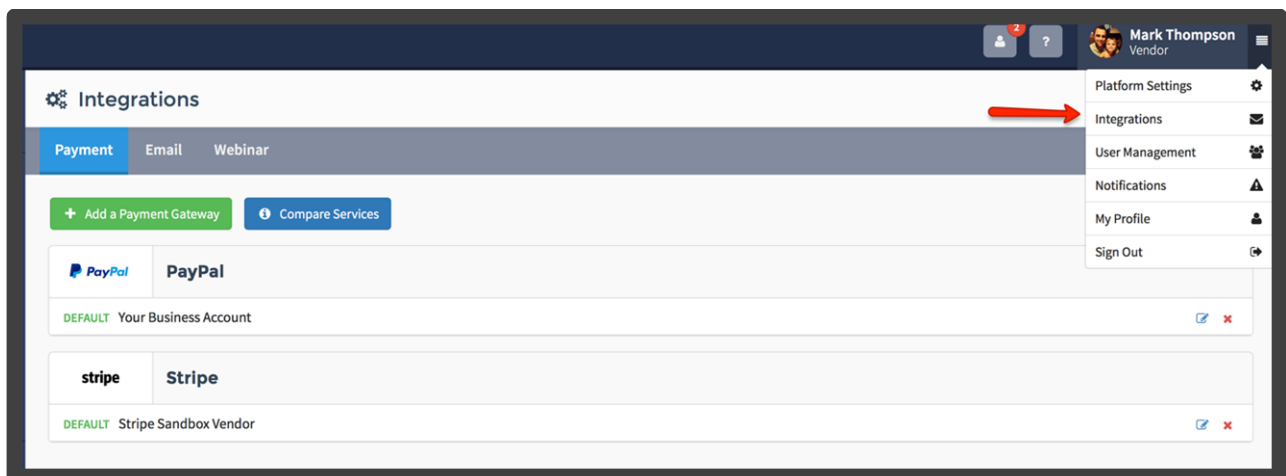 2
?
Mark Thompson
Vendor
Platform Settings
Integrations
Integrations
User Management
Notifications
My Profile
Sign Out
Payment Email Webinar
+ Add a Payment Gateway Compare Services
PayPal PayPal
DEFAULT Your Business Account
stripe Stripe
DEFAULT Stripe Sandbox Vendor